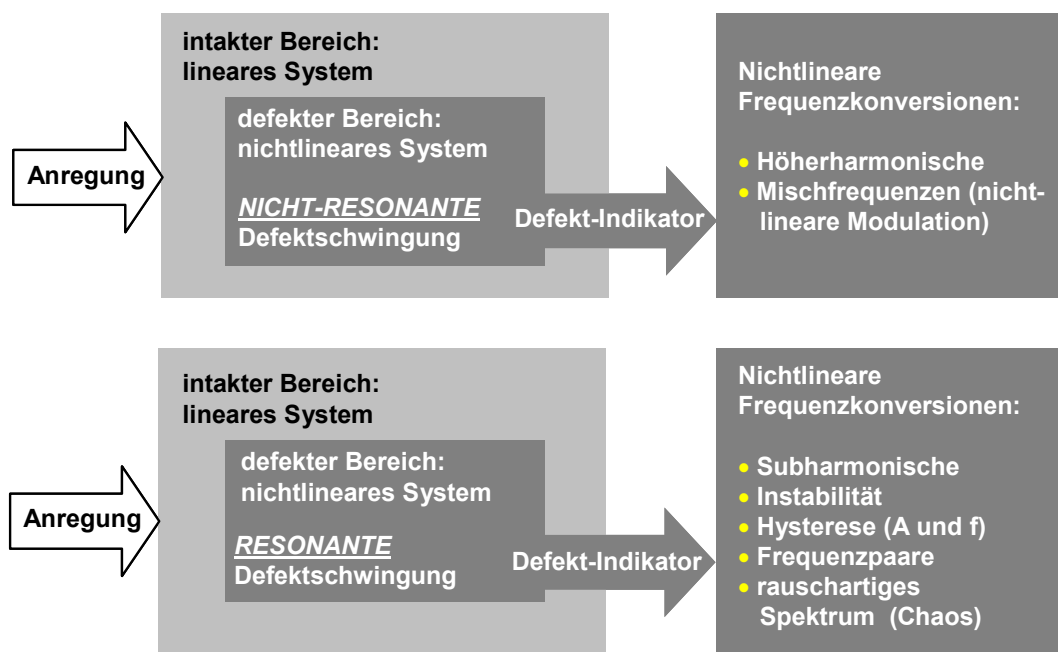 intakter Bereich:
lineares System
Anregung
defekter Bereich:
nichtlineares System
NICHT-RESONANTE
Defektschwingung
Defekt-Indikator
Nichtlineare
Frequenzkonversionen:
• Höherharmonische
• Mischfrequenzen (nicht-
lineare Modulation)
intakter Bereich:
lineares System
Anregung
defekter Bereich:
nichtlineares System
RESONANTE
Defektschwingung
Defekt-Indikator
Nichtlineare
Frequenzkonversionen:
• Subharmonische
• Instabilität
• Hysterese (A und f)
• Frequenzpaare
• rauschartiges
Spektrum (Chaos)